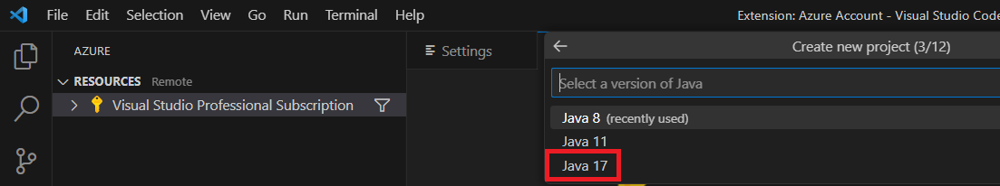 File Edit Selection View Go Run Terminal Help
Extension: Azure Account - Visual Studio Code
AZURE
Settings
Create new project (3/12)
RESOURCES Remote
Select a version of Java
Visual Studio Professional Subscription
Java 8 (recently used)
Java 11
Java 17